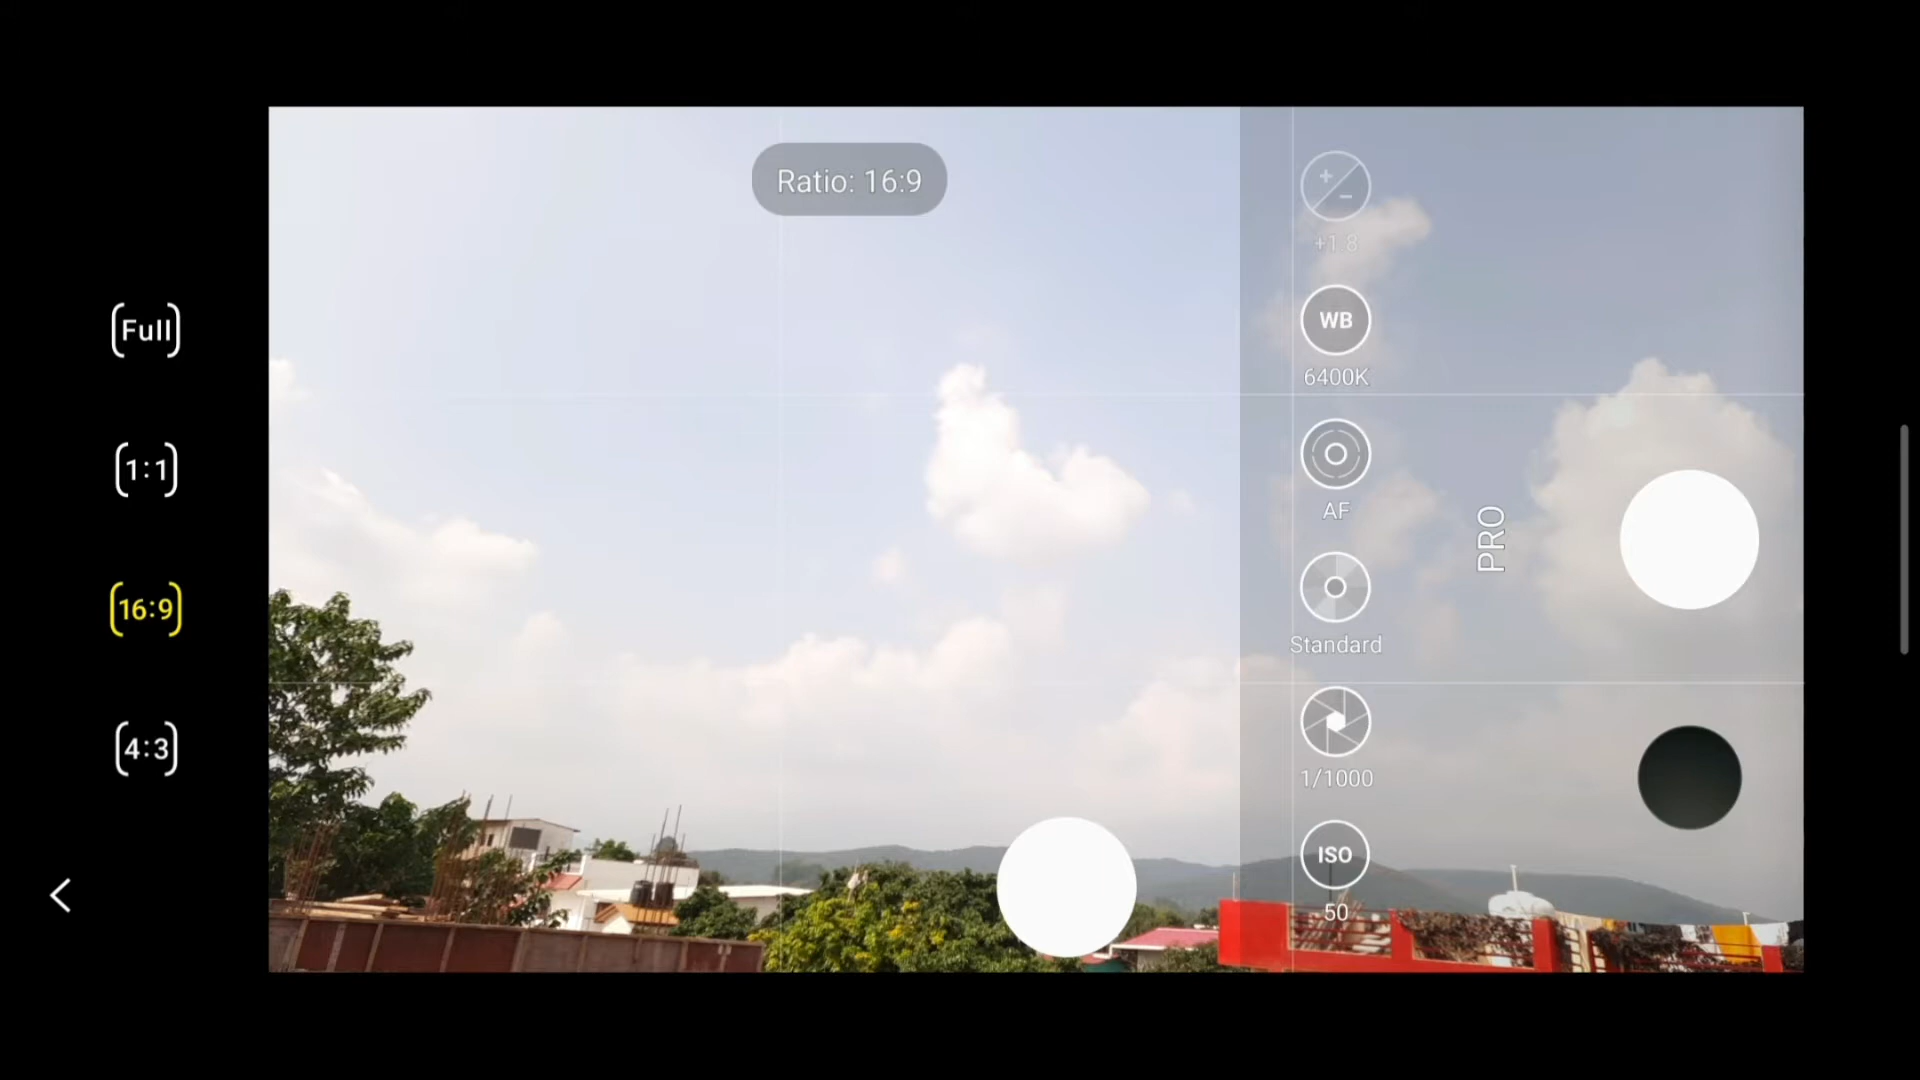 Ratio: 16:9
Full
1:1
16:9
4:3
+1.8
WB
6400K
AF
Standard
1/1000
ISO
50
PRO